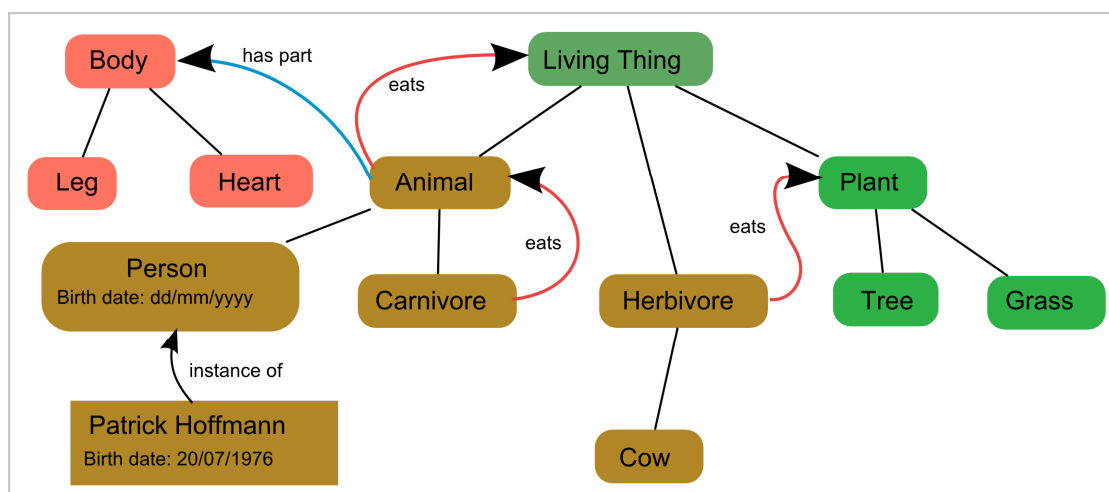 Body
has part
Living Thing
eats
Leg
Heart
Animal
Plant
eats
eats
Person
Birth date: dd/mm/yyyy
Carnivore
Herbivore
Tree
Grass
instance of
Patrick Hoffmann
Birth date: 20/07/1976
Cow